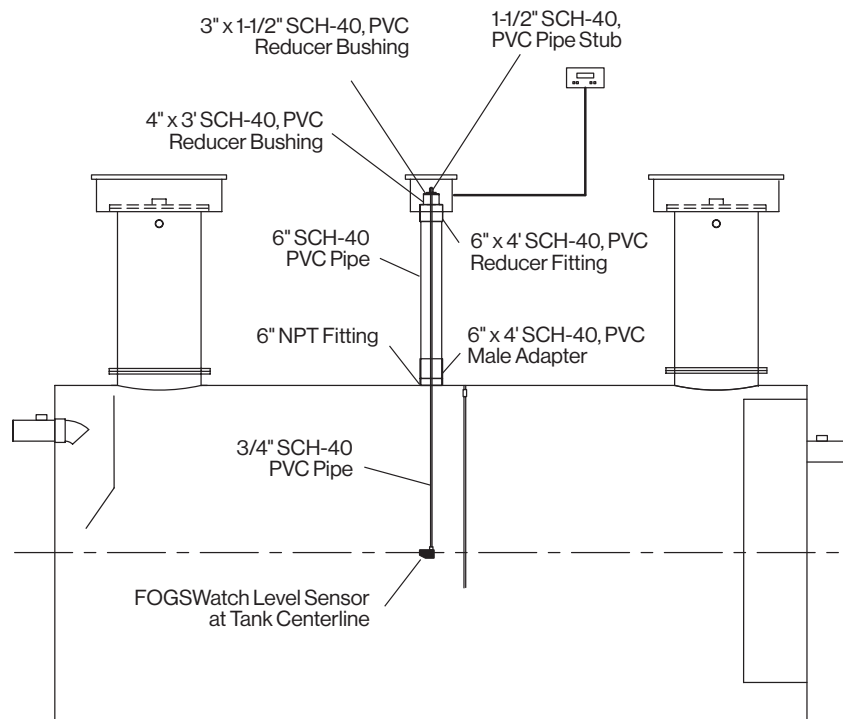 3" x 1-1/2" SCH-40, PVC
Reducer Bushing
1-1/2" SCH-40,
PVC Pipe Stub
4" x 3' SCH-40, PVC
Reducer Bushing
6" SCH-40
PVC Pipe
6" x 4' SCH-40, PVC
Reducer Fitting
6" NPT Fitting
6" x 4' SCH-40, PVC
Male Adapter
3/4" SCH-40
PVC Pipe
FOGSWatch Level Sensor
at Tank Centerline